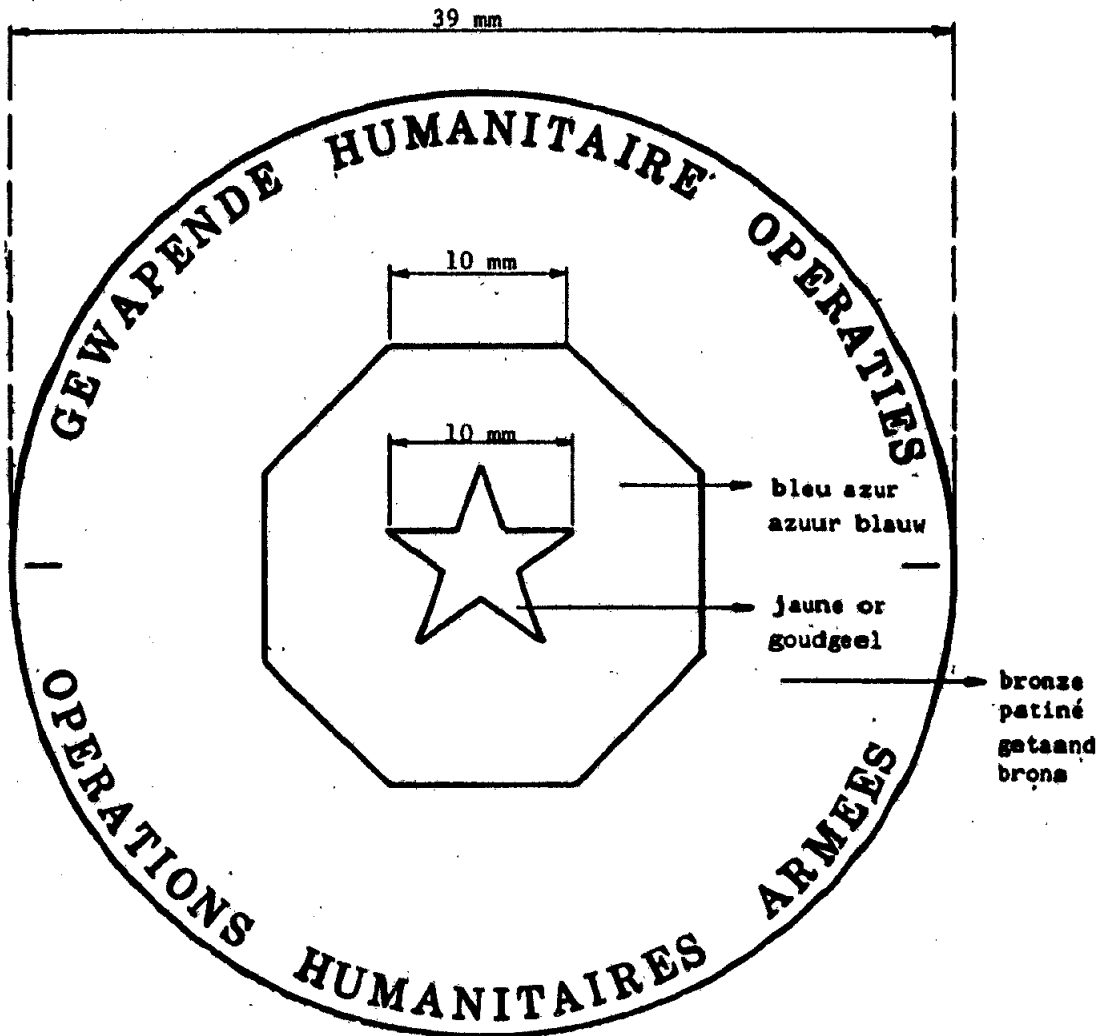 39 mm
GEWAPENDE HUMANITAIRE OPERATIES
10 mm
10 mm
bleu azur
azuur blauw
jaune or
goudgeel
bronze
patiné
getaand
brons
OPERATIONS HUMANITAIRES ARMEES